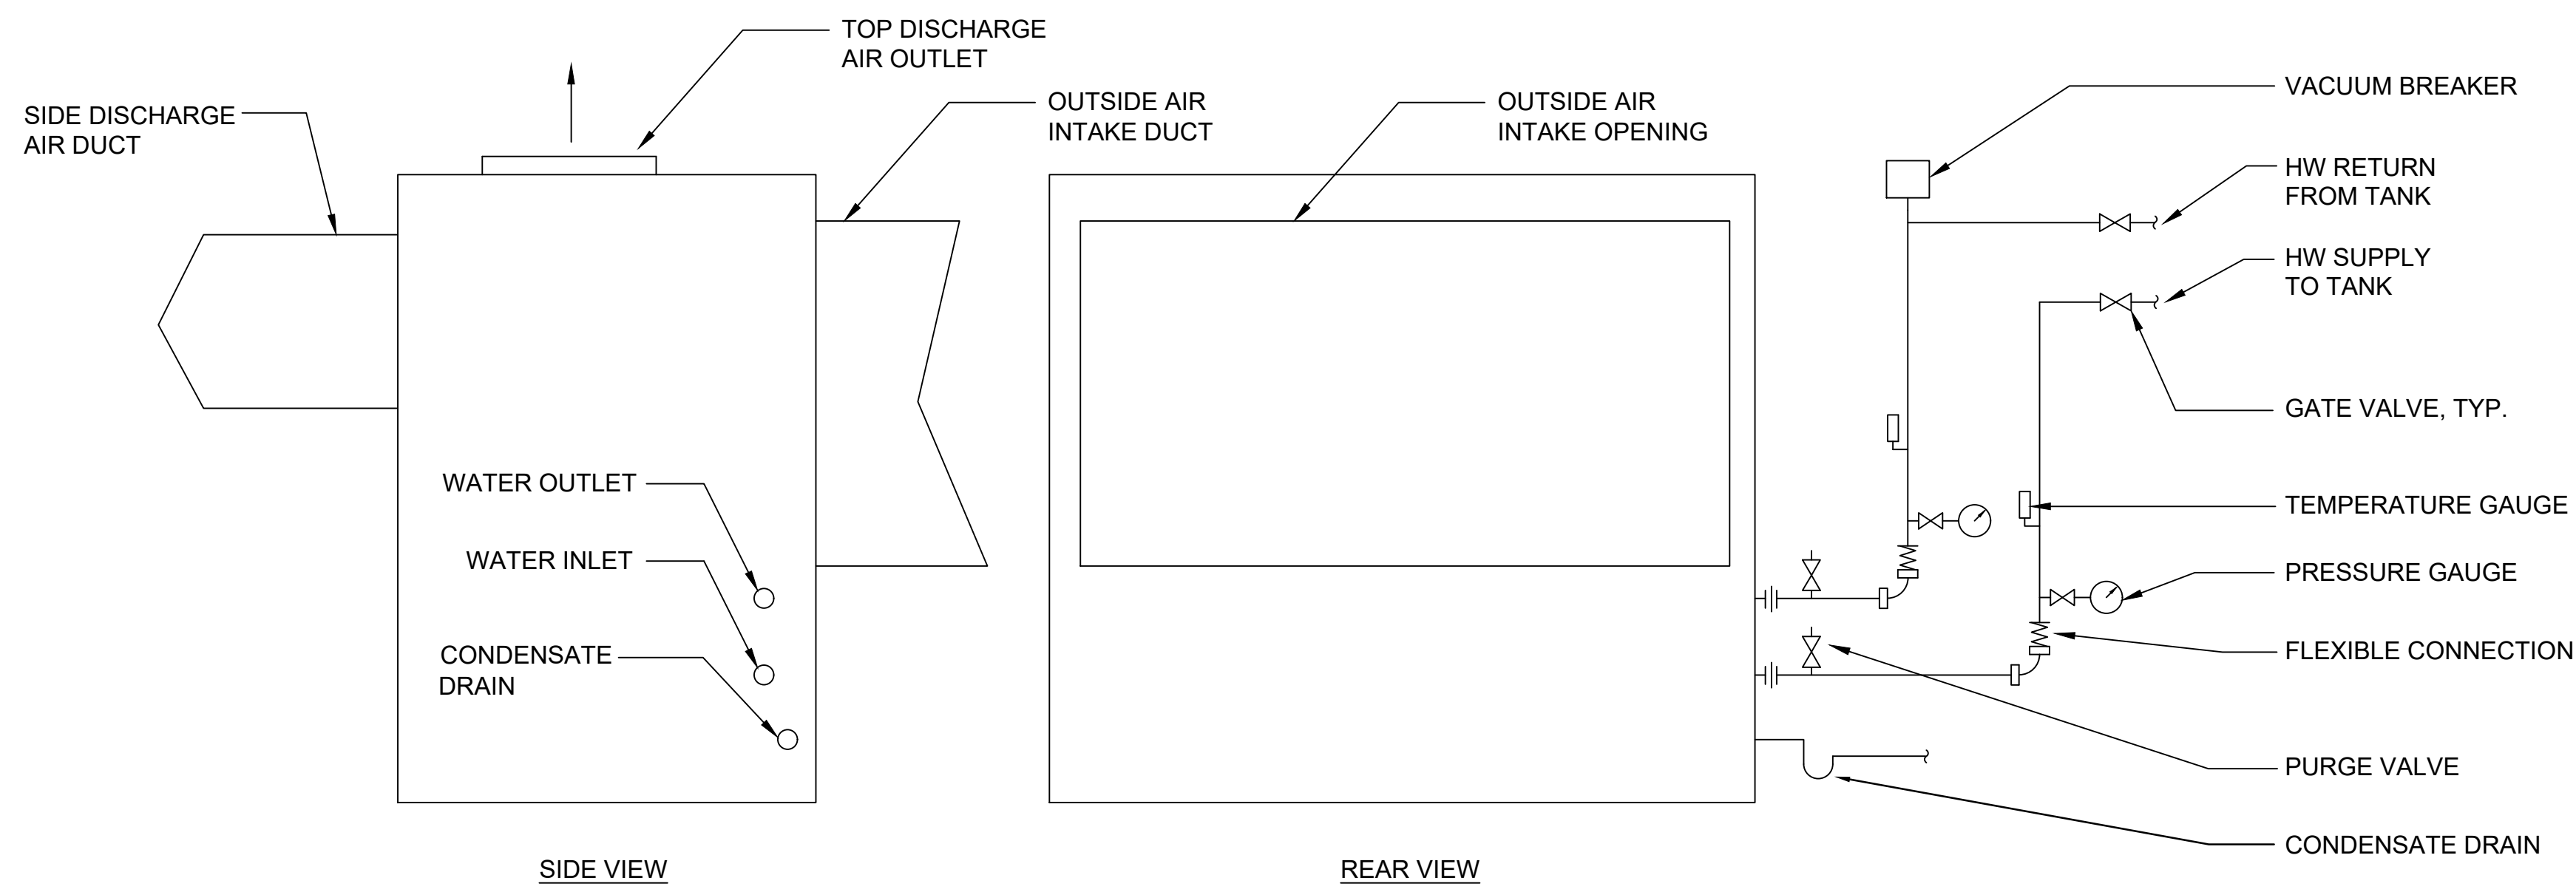 TOP DISCHARGE
AIR OUTLET
SIDE DISCHARGE
AIR DUCT
OUTSIDE AIR
INTAKE DUCT
WATER OUTLET
WATER INLET
CONDENSATE
DRAIN
SIDE VIEW
OUTSIDE AIR
INTAKE OPENING
REAR VIEW
VACUUM BREAKER
HW RETURN
FROM TANK
HW SUPPLY
TO TANK
GATE VALVE, TYP.
TEMPERATURE GAUGE
PRESSURE GAUGE
FLEXIBLE CONNECTION
PURGE VALVE
CONDENSATE DRAIN